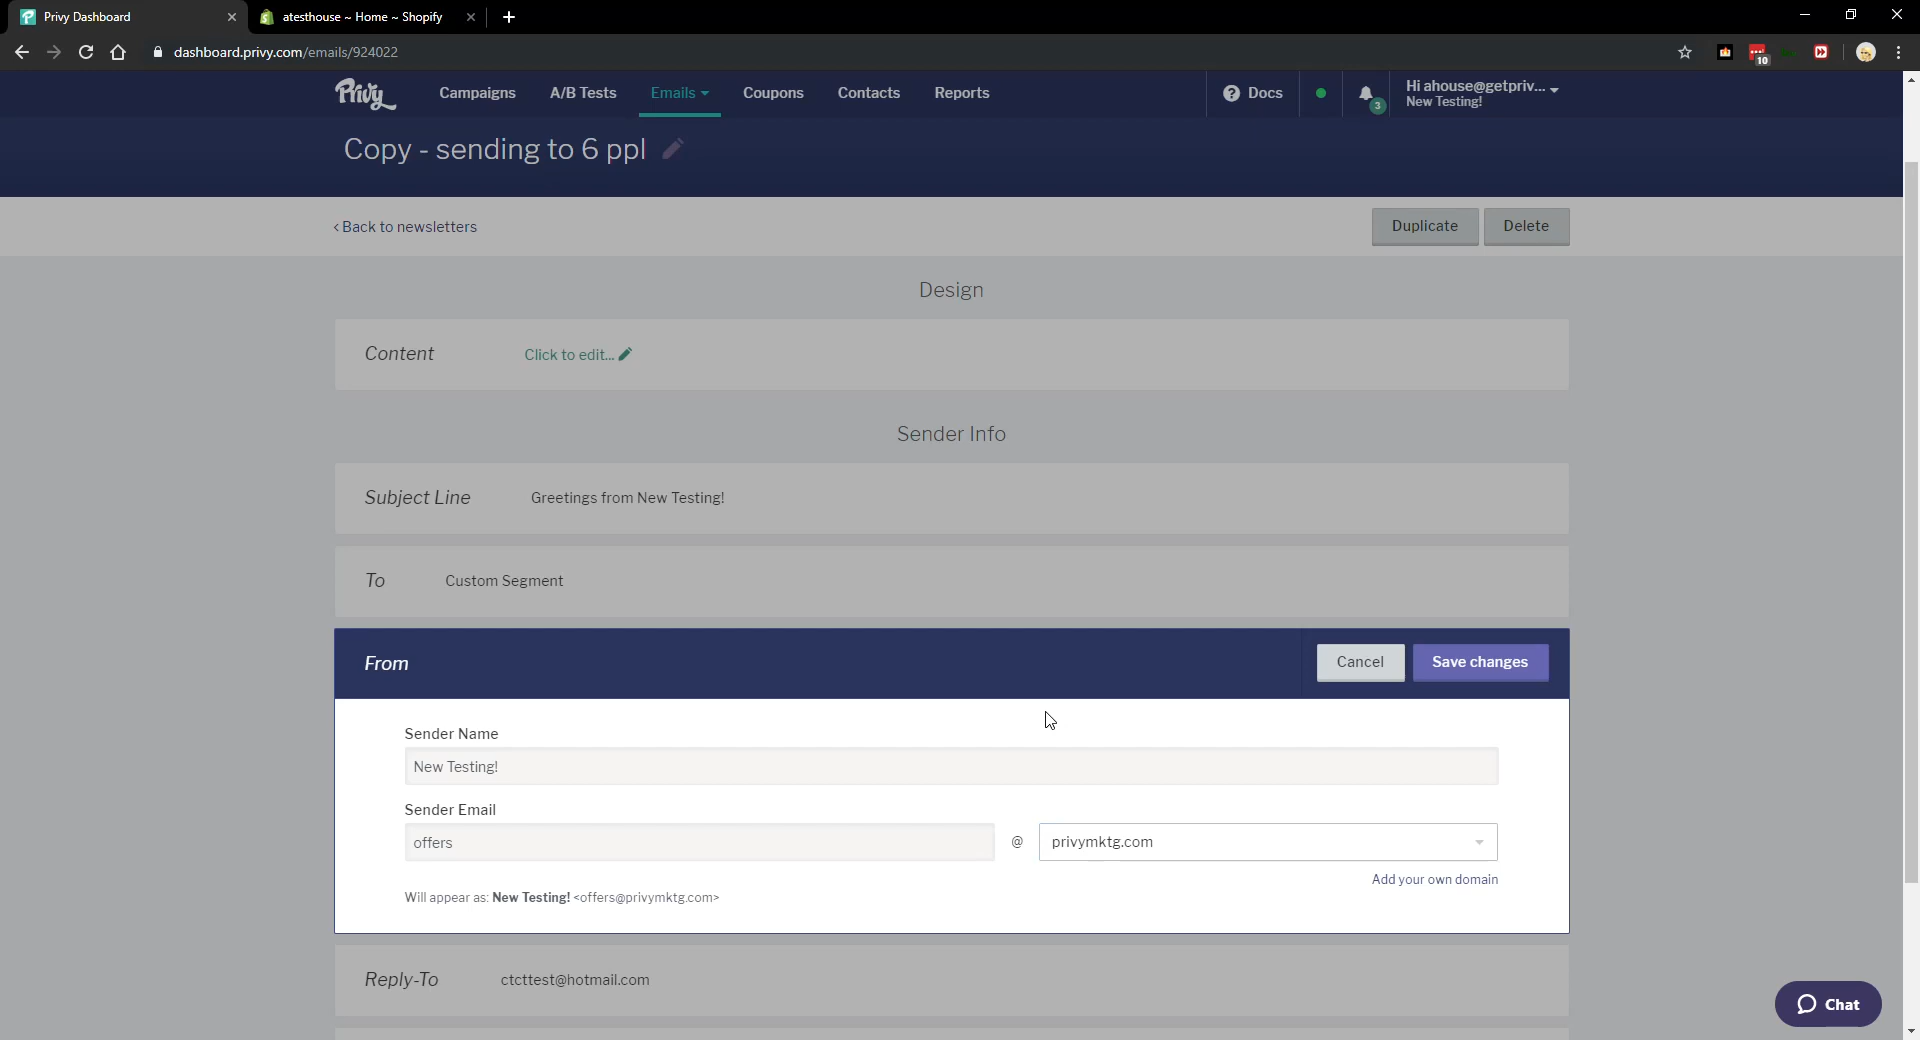 Privy Dashboard
atesthouse ~ Home ~ Shopify
dashboard.privy.com/emails/924022
10
Privy
Campaigns
A/B Tests
Emails
Coupons
Contacts
Reports
Docs
3
Hi ahouse@getpriv...
New Testing!
Copy - sending to 6 ppl
Back to newsletters
Duplicate
Delete
Design
Content
Click to edit...
Sender Info
Subject Line
Greetings from New Testing!
To
Custom Segment
From
Cancel
Save changes
Sender Name
New Testing!
Sender Email
offers
@
privymktg.com
Add your own domain
Will appear as: New Testing! <offers@privymktg.com>
Reply-To
ctcttest@hotmail.com
Chat